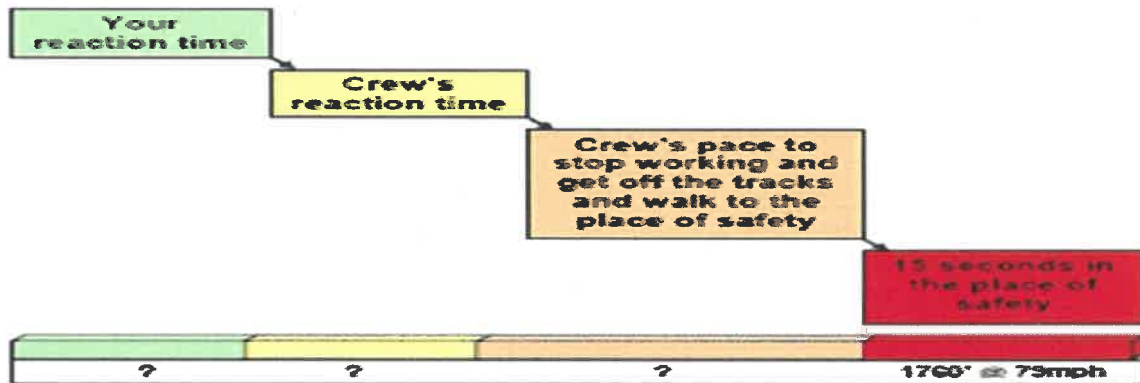 Your
reaction time
Crew's
reaction time
Crew's pace to
stop working and
get off the tracks
and walk to the
place of safety
15 seconds in
the place of
safety
? ? ? 1760' @ 79mph